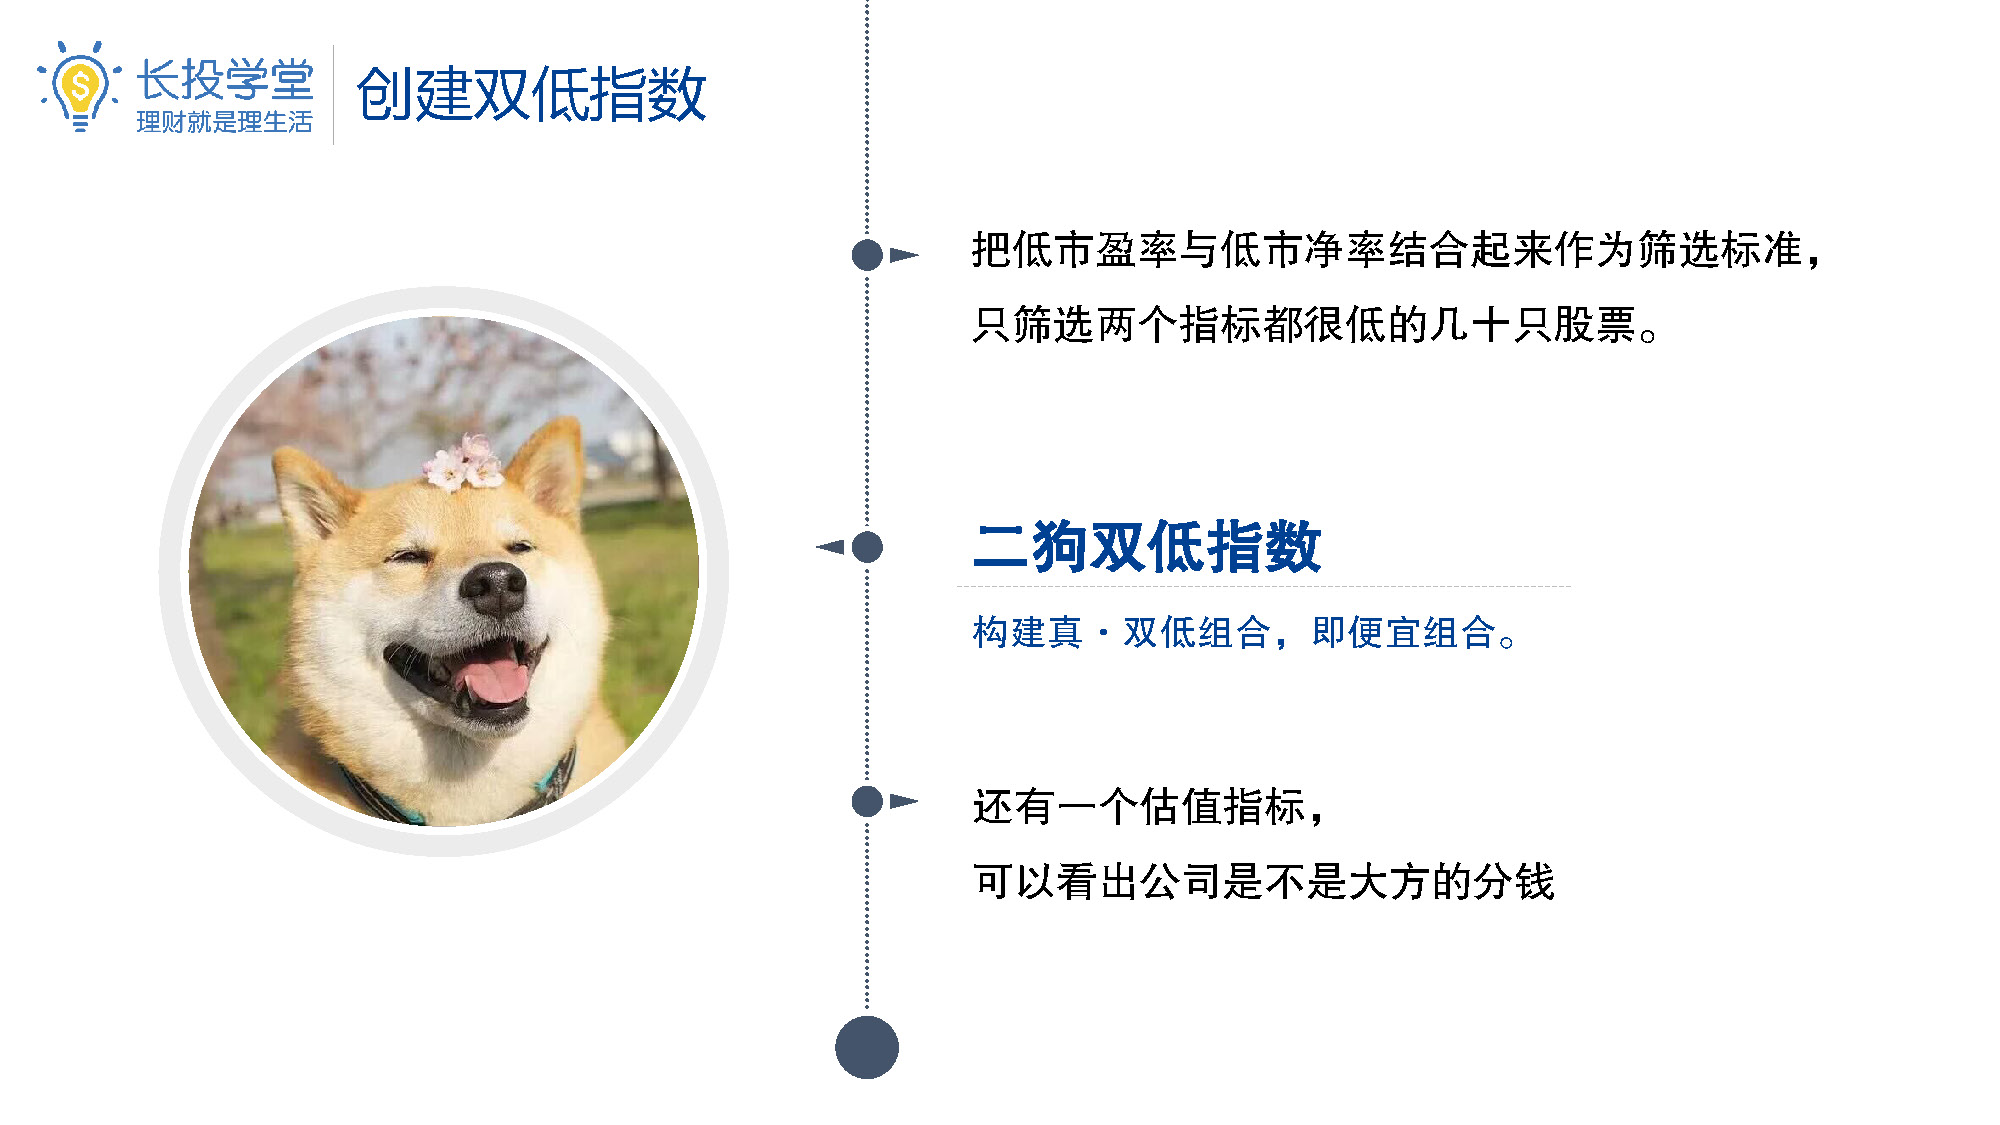 长投学堂
理财就是理生活
创建双低指数
把低市盈率与低市净率结合起来作为筛选标准，
只筛选两个指标都很低的几十只股票。
二狗双低指数
构建真·双低组合，即便宜组合。
还有一个估值指标，
可以看出公司是不是大方的分钱